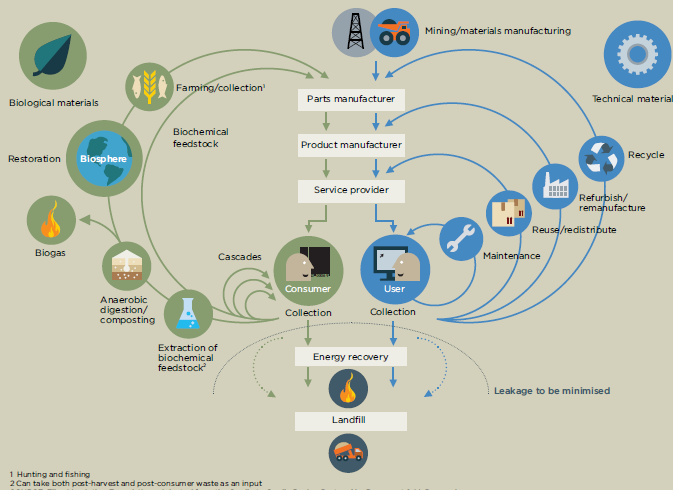 Mining/materials manufacturing
Biological materials
Technical material
Farming/collection¹
Parts manufacturer
Biochemical
feedstock
Product manufacturer
Restoration
Biosphere
Recycle
Service provider
Refurbish/
remanufacture
Reuse/redistribute
Biogas
Cascades
Maintenance
Consumer
User
Anaerobic
digestion/
composting
Collection
Collection
Extraction of
biochemical
feedstock²
Energy recovery
Leakage to be minimised
Landfill
1 Hunting and fishing
2 Can take both post-harvest and post-consumer waste as an input